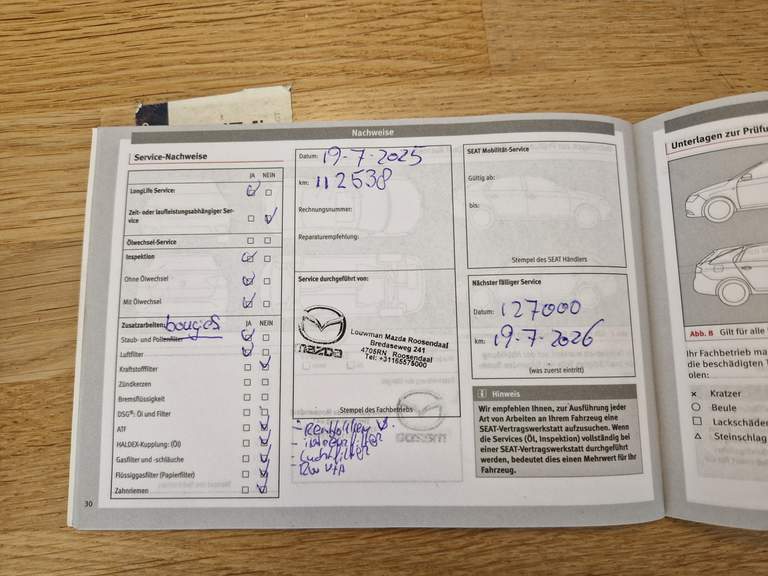 Nachweise
Service-Nachweise
JA NEIN
LongLife Service:
Zeit- oder laufleistungsabhängiger Ser-
vice
Ölwechsel-Service
Inspektion
Ohne Ölwechsel
Mit Ölwechsel
Zusatzarbeiten: bougies JA NEIN
Staub- und Pollenfilter
Luftfilter
Kraftstofffilter
Zündkerzen
Bremsflüssigkeit
DSG®: Öl und Filter
ATF
HALDEX-Kupplung: (Öl)
Gasfilter und -schläuche
Flüssiggasfilter (Papierfilter)
Zahnriemen
30
Datum: 19-7-2025
km: 112538
Rechnungsnummer:
Reparaturempfehlung:
Service durchgeführt von:
mazda
Louwman Mazda Roosendaal
Bredaseweg 241
4705RN Roosendaal
Tel: +31165575000
Stempel des Fachbetriebs
SEAT Mobilität-Service
Gültig ab:
bis:
Stempel des SEAT Händlers
Nächster fälliger Service
Datum: 127000
km: 19-7-2026
(was zuerst eintritt)
i Hinweis
Wir empfehlen Ihnen, zur Ausführung jeder
Art von Arbeiten an Ihrem Fahrzeug eine
SEAT-Vertragswerkstatt aufzusuchen. Wenn
die Services (Öl, Inspektion) vollständig bei
einer SEAT-Vertragswerkstatt durchgeführt
werden, bedeutet dies einen Mehrwert für Ihr
Fahrzeug.
Unterlagen zur Prüfu
Abb. 8 Gilt für alle
Ihr Fachbetrieb ma
die beschädigten T
olen:
× Kratzer
○ Beule
□ Lackschäde
△ Steinschlag